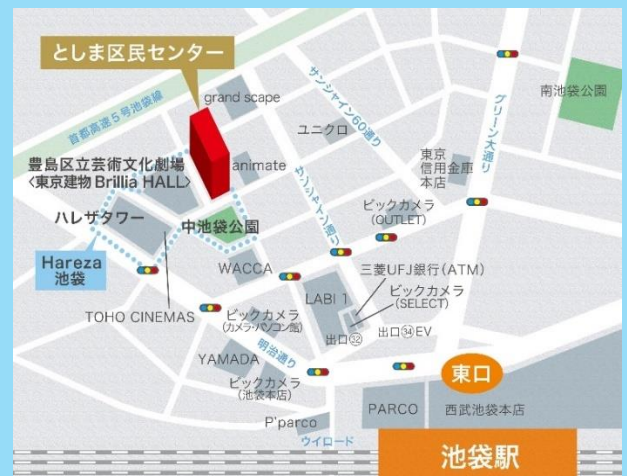 としま区民センター
首都高速5号池袋線
grand scape
サンシャイン60通り
グリーン大通り
南池袋公園
ユニクロ
豊島区立芸術文化劇場
〈東京建物 Brillia HALL〉
animate
サンシャイン通り
東京
信用金庫
本店
ハレザタワー
中池袋公園
ビックカメラ
(OUTLET)
Hareza
池袋
WACCA
三菱UFJ銀行(ATM)
ビックカメラ
(SELECT)
LABI 1
TOHO CINEMAS
ビックカメラ
(カメラ・パソコン館)
出口㉜
出口㉞EV
明治通り
YAMADA
ビックカメラ
(池袋本店)
東口
P'parco
PARCO
西武池袋本店
ウイロード
池袋駅